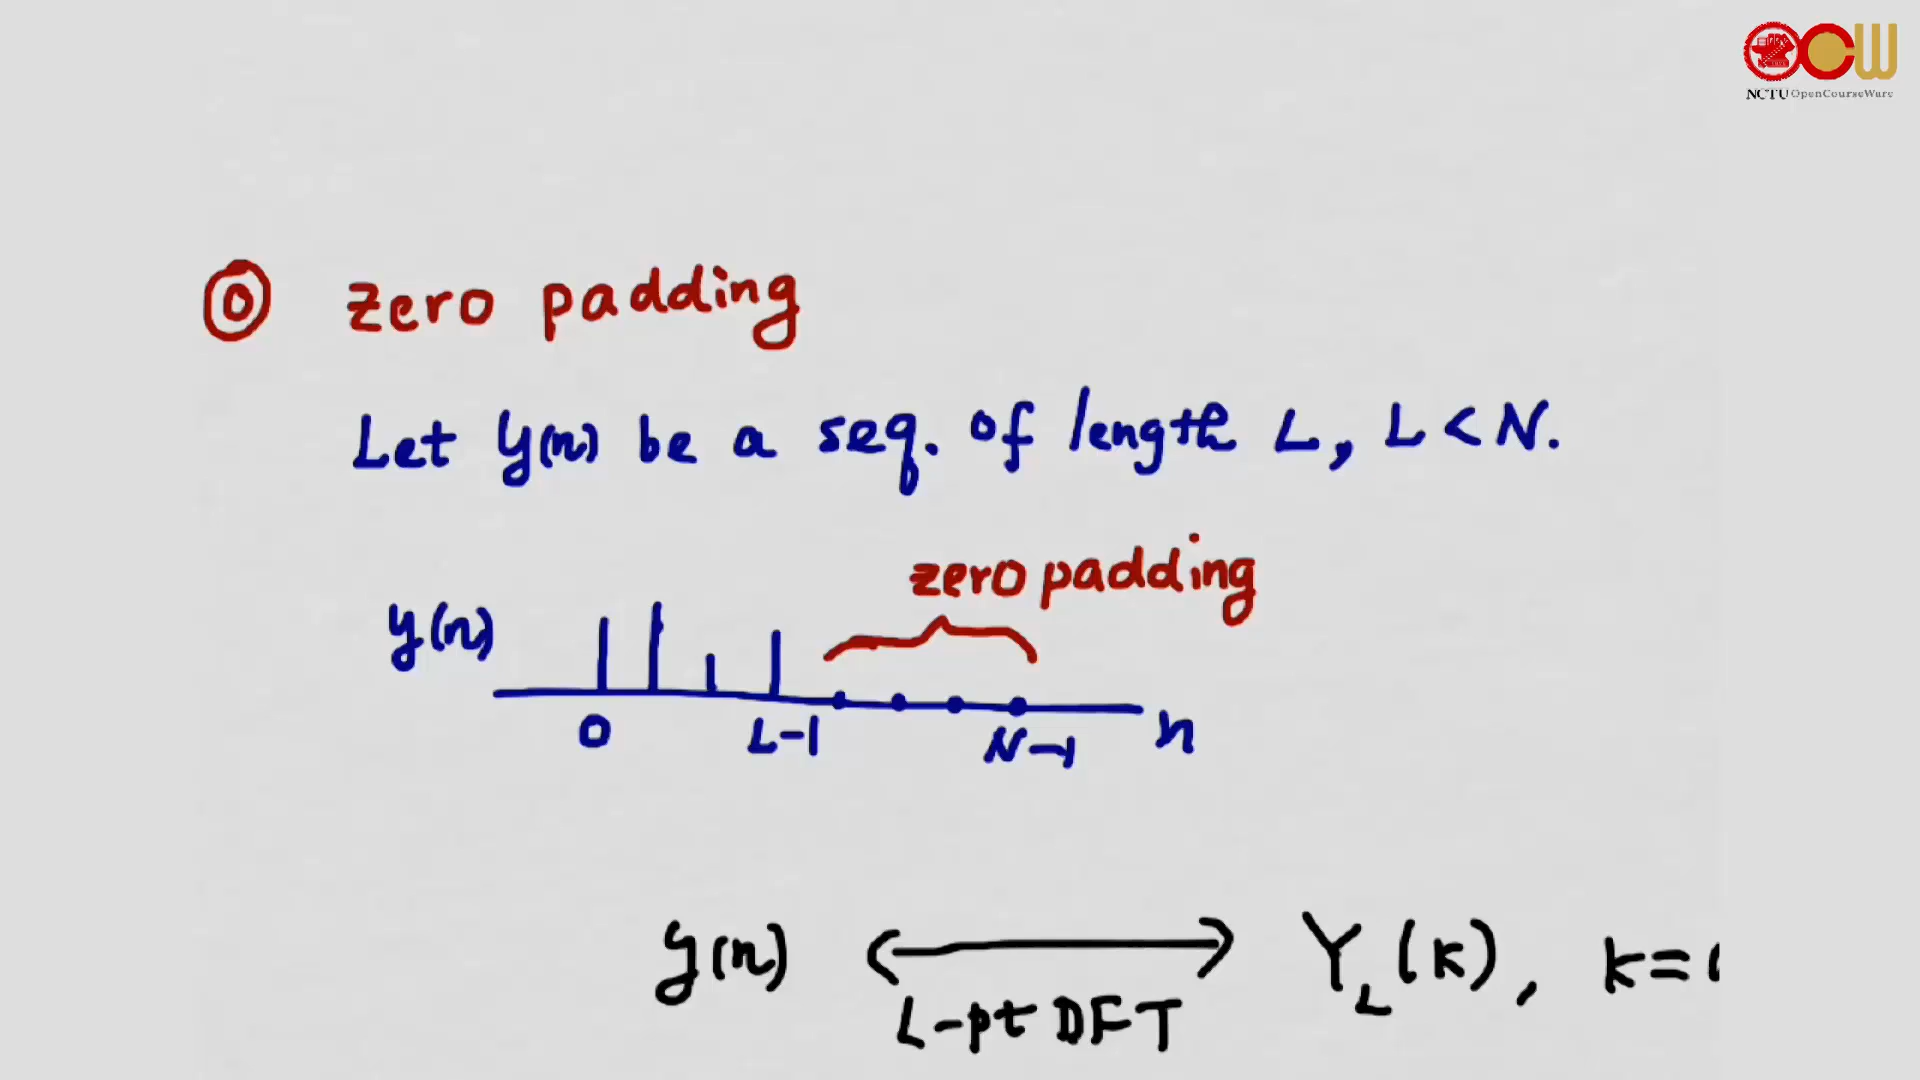 NCTU OpenCourseWare
zero padding
Let y(n) be a seq. of length L, L < N.
zero padding
y(n)
0 L-1 N-1 n
y(n) ⟷ Y_L(k), k=
L-pt DFT